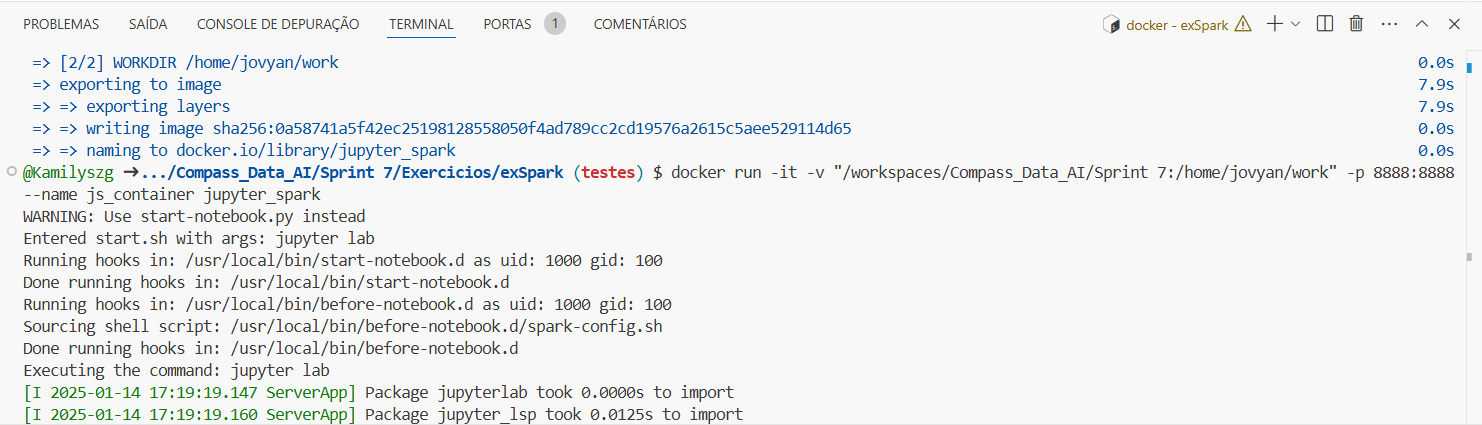 PROBLEMAS SAÍDA CONSOLE DE DEPURAÇÃO TERMINAL PORTAS 1 COMENTÁRIOS docker - exSpark
=> [2/2] WORKDIR /home/jovyan/work 0.0s
=> exporting to image 7.9s
=> => exporting layers 7.9s
=> => writing image sha256:0a58741a5f42ec25198128558050f4ad789cc2cd19576a2615c5aee529114d65 0.0s
=> => naming to docker.io/library/jupyter_spark 0.0s
@Kamilyszg ➜.../Compass_Data_AI/Sprint 7/Exercicios/exSpark (testes) $ docker run -it -v "/workspaces/Compass_Data_AI/Sprint 7:/home/jovyan/work" -p 8888:8888
--name js_container jupyter_spark
WARNING: Use start-notebook.py instead
Entered start.sh with args: jupyter lab
Running hooks in: /usr/local/bin/start-notebook.d as uid: 1000 gid: 100
Done running hooks in: /usr/local/bin/start-notebook.d
Running hooks in: /usr/local/bin/before-notebook.d as uid: 1000 gid: 100
Sourcing shell script: /usr/local/bin/before-notebook.d/spark-config.sh
Done running hooks in: /usr/local/bin/before-notebook.d
Executing the command: jupyter lab
[I 2025-01-14 17:19:19.147 ServerApp] Package jupyterlab took 0.0000s to import
[I 2025-01-14 17:19:19.160 ServerApp] Package jupyter_lsp took 0.0125s to import